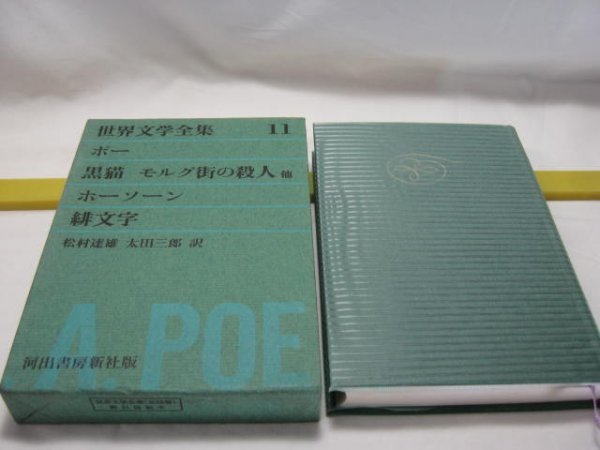 世界文学全集 11
ポー
黒猫 モルグ街の殺人 他
ホーソーン
緋文字
松村達雄 太田三郎 訳
A. POE
河出書房新社版